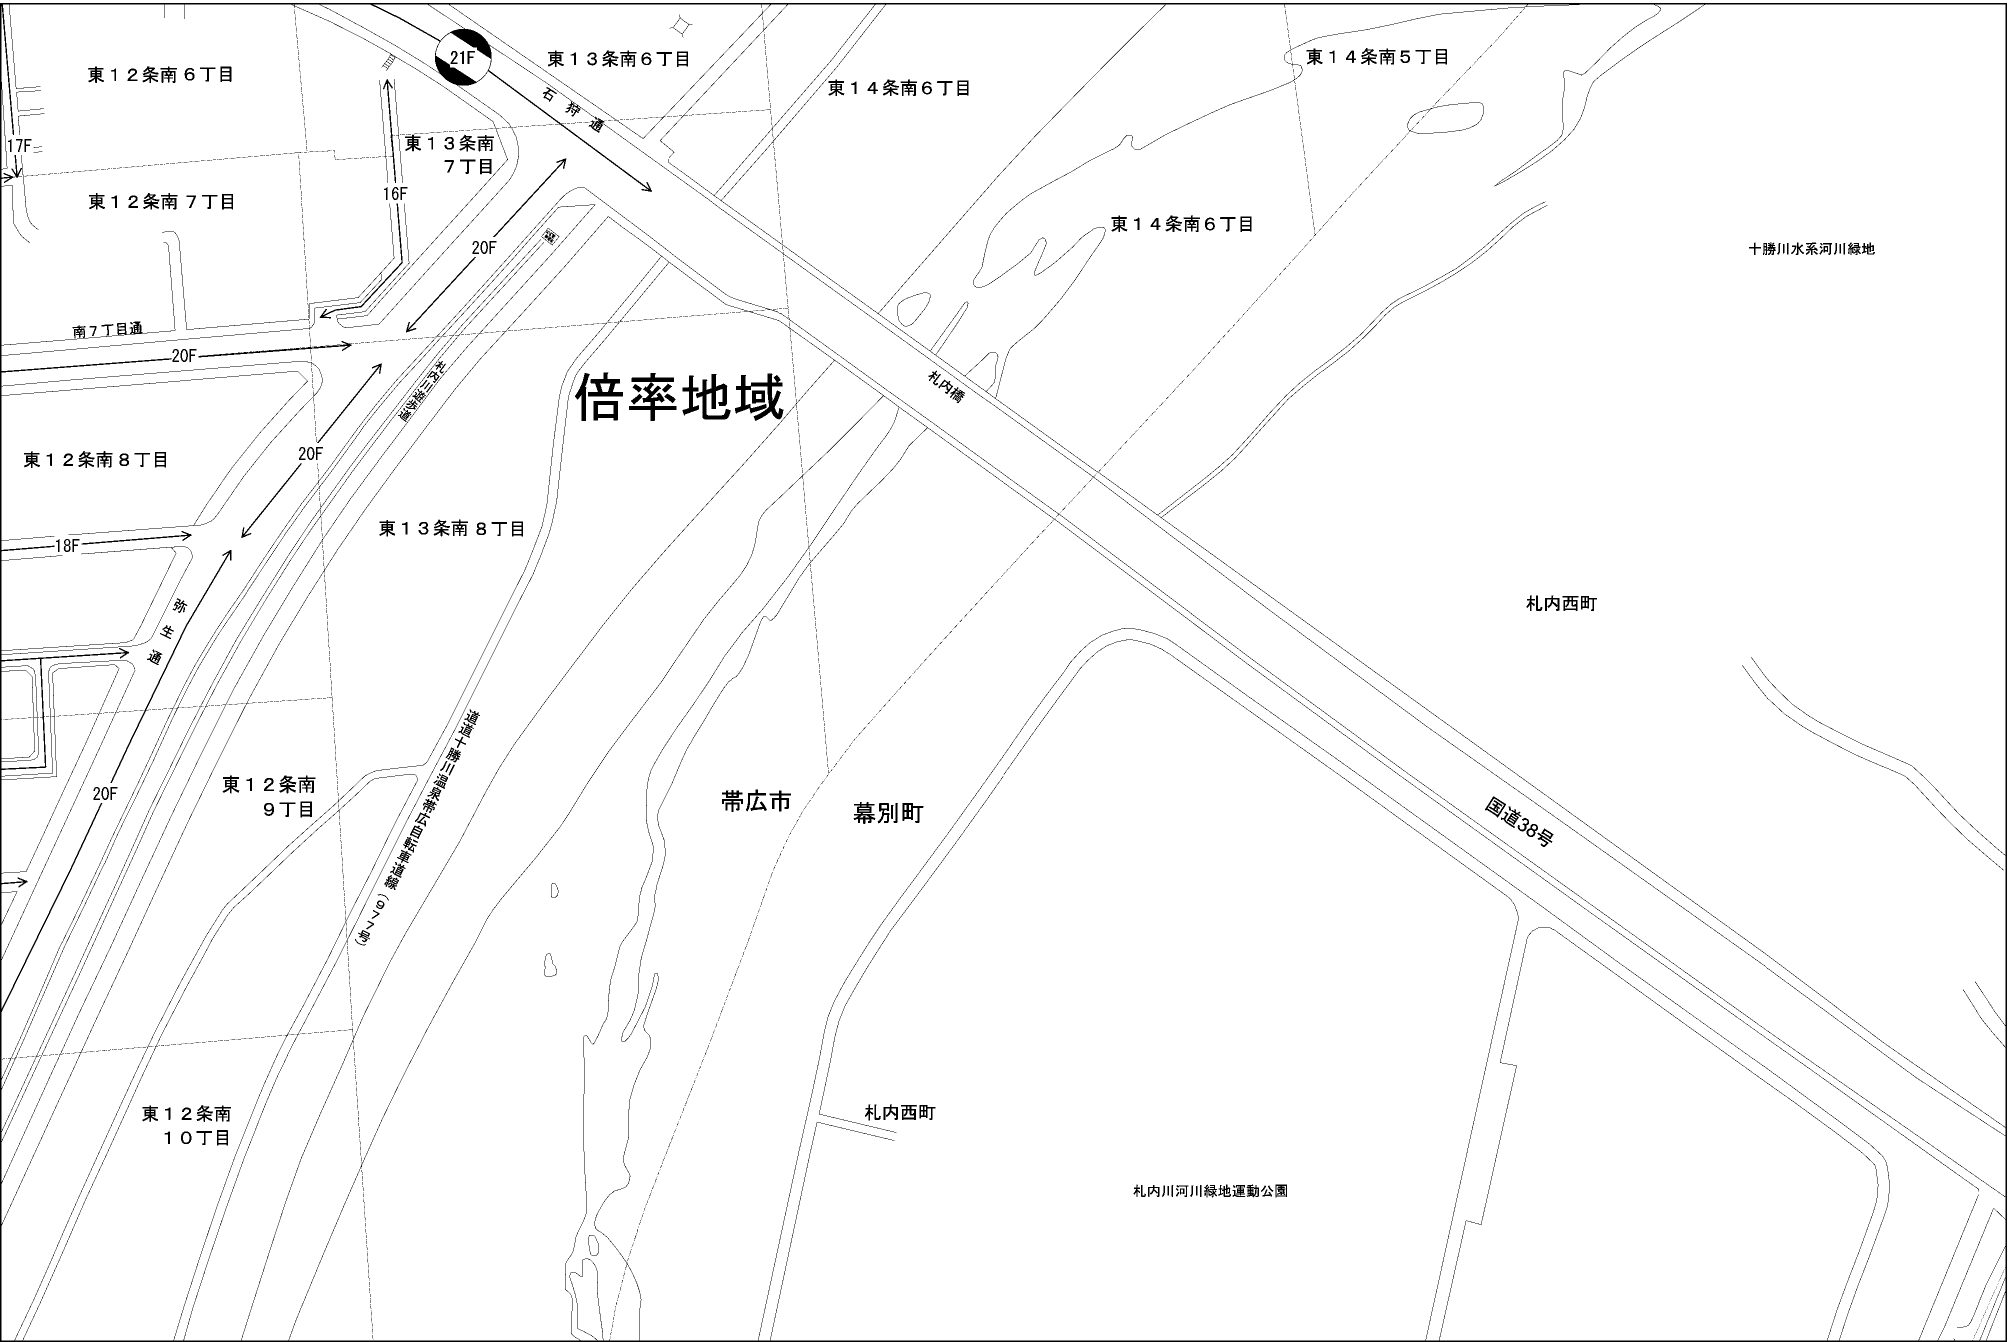 21F
東１３条南６丁目
東１４条南５丁目
東１２条南６丁目
東１４条南６丁目
石狩通
17F
東１３条南
７丁目
16F
東１２条南７丁目
東１４条南６丁目
20F
十勝川水系河川緑地
南７丁目通
20F
札内川遊歩道
倍率地域
札内橋
20F
東１２条南８丁目
東１３条南８丁目
18F
弥生通
札内西町
道道十勝川温泉帯広自転車道線（９７７号）
東１２条南
９丁目
20F
帯広市
幕別町
国道38号
東１２条南
１０丁目
札内西町
札内川河川緑地運動公園